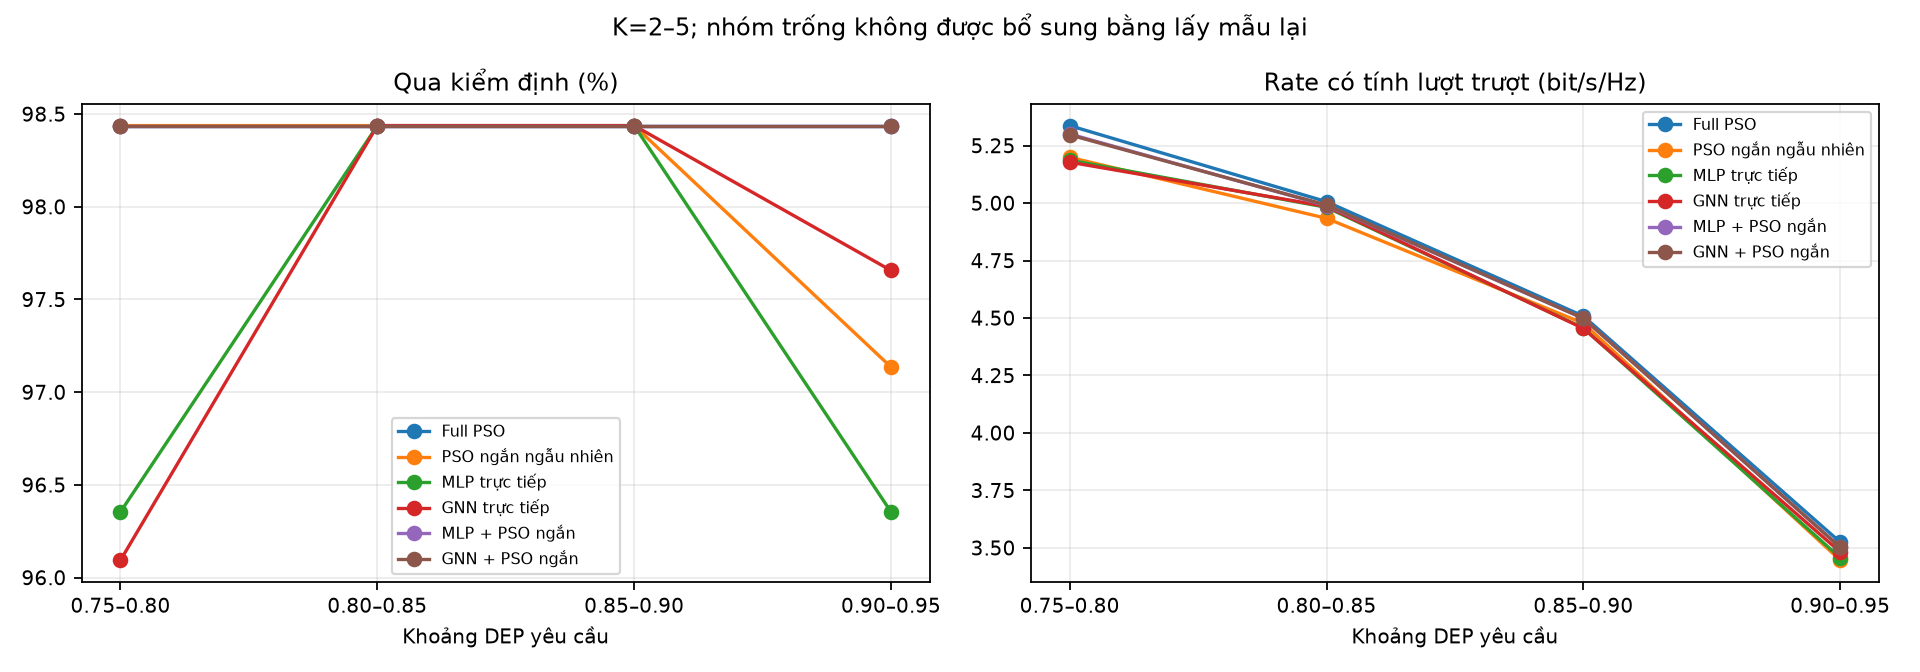 K=2–5; nhóm trống không được bổ sung bằng lấy mẫu lại
Qua kiểm định (%)
98.5
98.0
97.5
97.0
96.5
96.0
0.75–0.80
0.80–0.85
0.85–0.90
0.90–0.95
Khoảng DEP yêu cầu
Full PSO
PSO ngắn ngẫu nhiên
MLP trực tiếp
GNN trực tiếp
MLP + PSO ngắn
GNN + PSO ngắn
Rate có tính lượt trượt (bit/s/Hz)
5.25
5.00
4.75
4.50
4.25
4.00
3.75
3.50
0.75–0.80
0.80–0.85
0.85–0.90
0.90–0.95
Khoảng DEP yêu cầu
Full PSO
PSO ngắn ngẫu nhiên
MLP trực tiếp
GNN trực tiếp
MLP + PSO ngắn
GNN + PSO ngắn